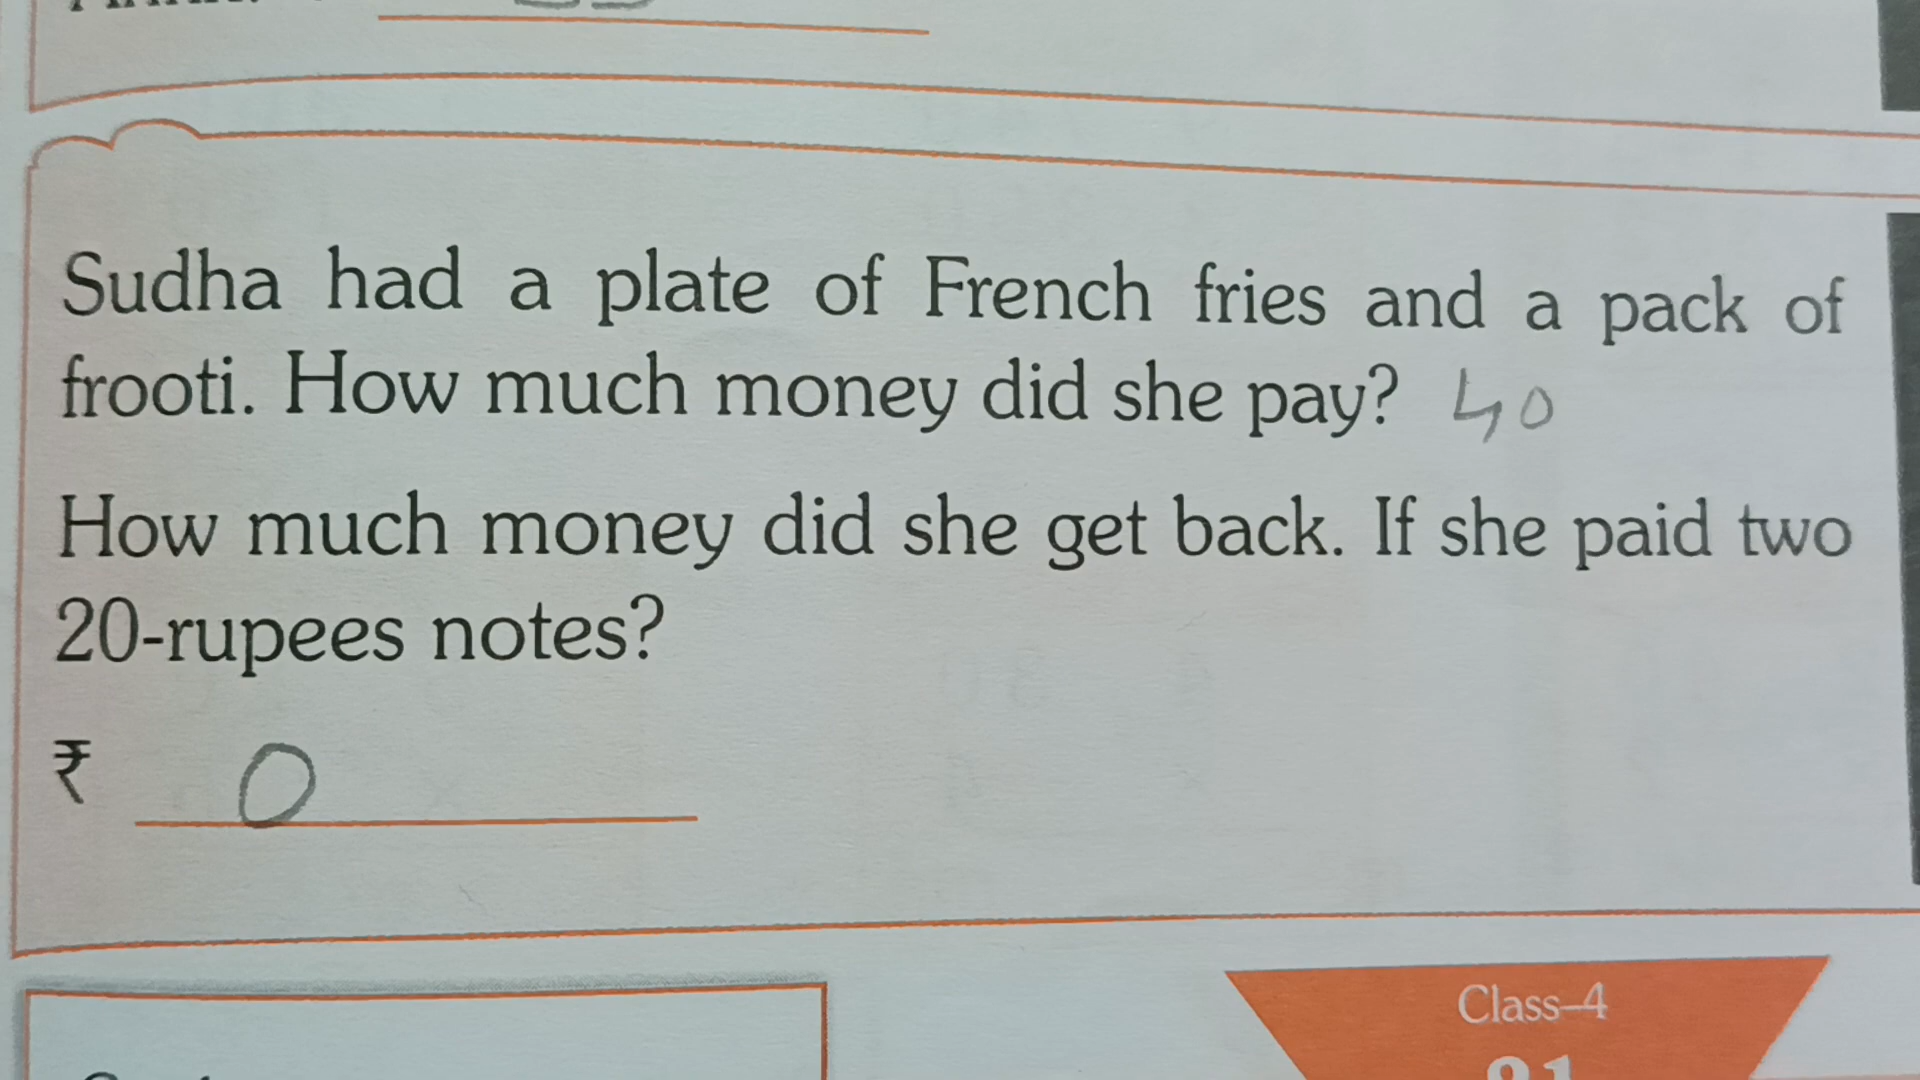 Sudha had a plate of French fries and a pack of
frooti. How much money did she pay? 40
How much money did she get back. If she paid two
20-rupees notes?
₹ 0
Class-4